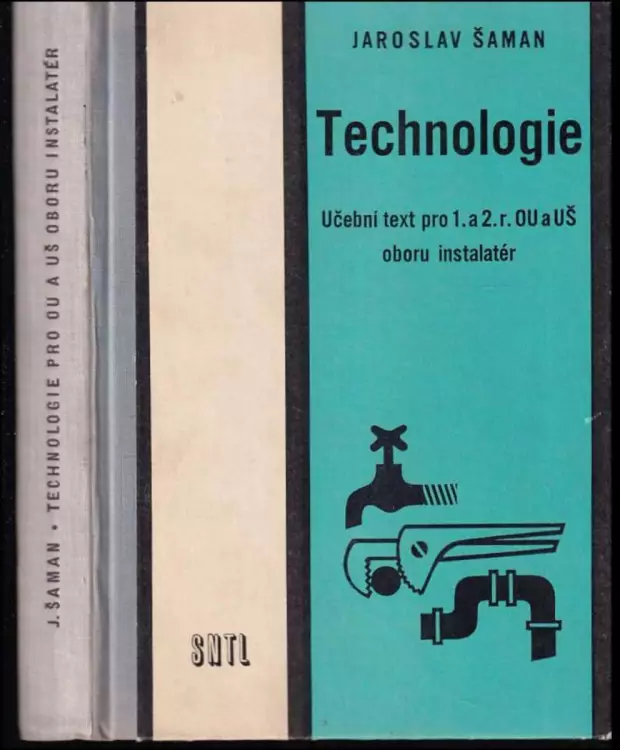 J. ŠAMAN • TECHNOLOGIE PRO OU A UŠ OBORU INSTALATÉR
JAROSLAV ŠAMAN
Technologie
Učební text pro 1. a 2. r. OU a UŠ
oboru instalatér
SNTL